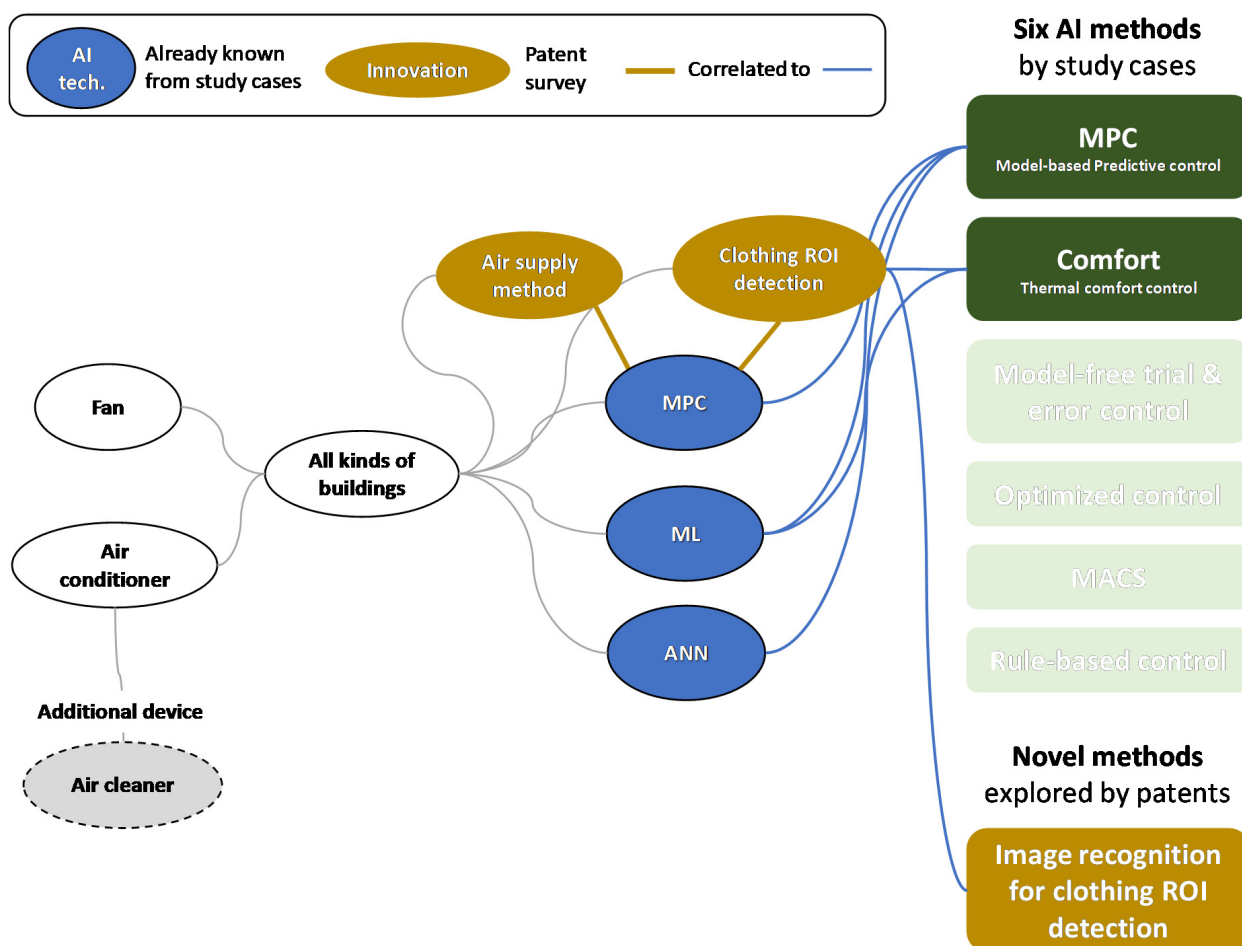 AI
tech.
Already known
from study cases
Innovation
Patent
survey
Correlated to
Six AI methods
by study cases
MPC
Model-based Predictive control
Comfort
Thermal comfort control
Model-free trial &
error control
Optimized control
MACS
Rule-based control
Novel methods
explored by patents
Image recognition
for clothing ROI
detection
Air supply
method
Clothing ROI
detection
MPC
ML
ANN
Fan
All kinds of
buildings
Air
conditioner
Additional device
Air cleaner